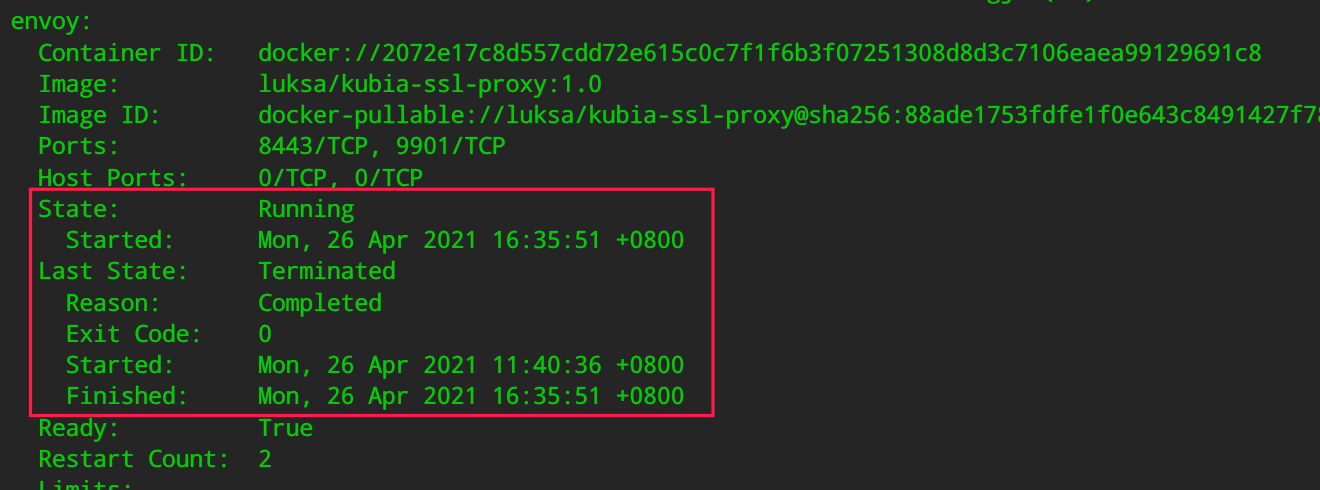 envoy:
Container ID: docker://2072e17c8d557cdd72e615c0c7f1f6b3f07251308d8d3c7106eaea99129691c8
Image: luksa/kubia-ssl-proxy:1.0
Image ID: docker-pullable://luksa/kubia-ssl-proxy@sha256:88ade1753fdfe1f0e643c8491427f78
Ports: 8443/TCP, 9901/TCP
Host Ports: 0/TCP, 0/TCP
State: Running
Started: Mon, 26 Apr 2021 16:35:51 +0800
Last State: Terminated
Reason: Completed
Exit Code: 0
Started: Mon, 26 Apr 2021 11:40:36 +0800
Finished: Mon, 26 Apr 2021 16:35:51 +0800
Ready: True
Restart Count: 2
Limits: